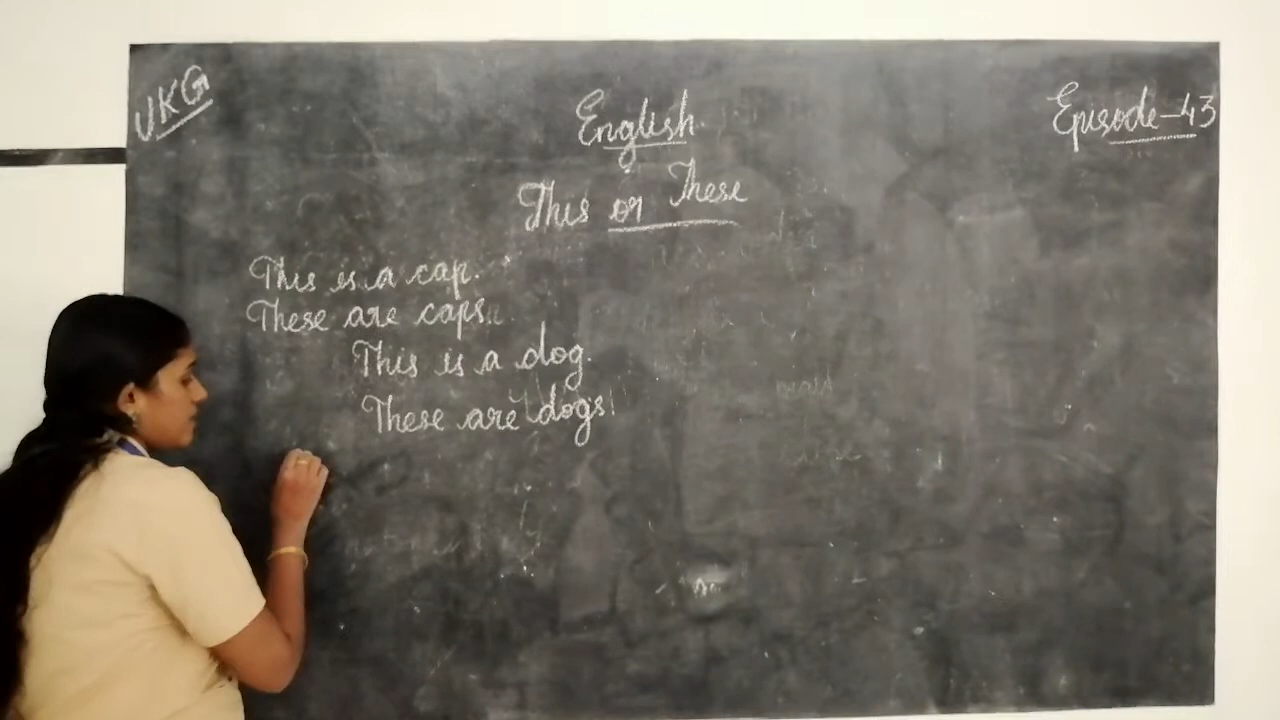 UKG
English
Episode-43
This or These
This is a cap.
These are caps.
This is a dog.
These are dogs.